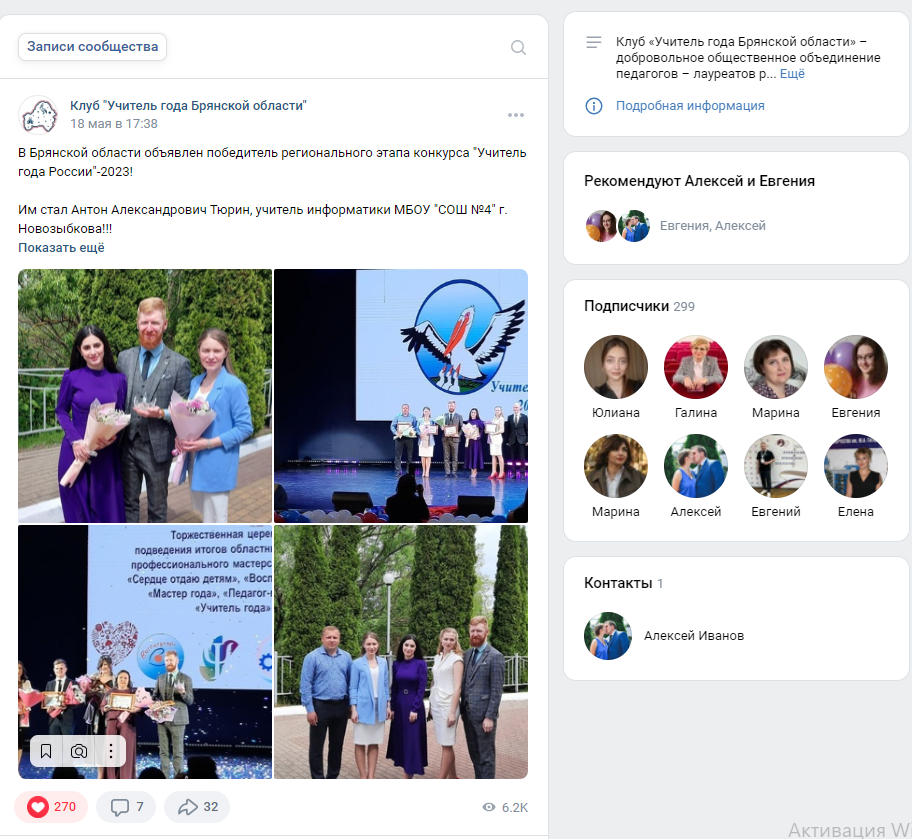 Записи сообщества
Клуб "Учитель года Брянской области"
18 мая в 17:38
В Брянской области объявлен победитель регионального этапа конкурса "Учитель
года России"-2023!
Им стал Антон Александрович Тюрин, учитель информатики МБОУ "СОШ №4" г.
Новозыбкова!!!
Показать ещё
Учите
20
Торжественная цере
подведения итогов областн
профессионального мастерс
«Сердце отдаю детям», «Восп
«Мастер года», «Педагог-
«Учитель года»
270
7
32
6.2K
Клуб «Учитель года Брянской области» –
добровольное общественное объединение
педагогов – лауреатов р... Ещё
Подробная информация
Рекомендуют Алексей и Евгения
Евгения, Алексей
Подписчики 299
Юлиана
Галина
Марина
Евгения
Марина
Алексей
Евгений
Елена
Контакты 1
Алексей Иванов
Активация W